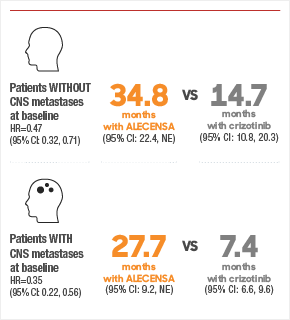 Patients WITHOUT
CNS metastases
at baseline
HR=0.47
(95% CI: 0.32, 0.71)
34.8
months
with ALECENSA
(95% CI: 22.4, NE)
VS
14.7
months
with crizotinib
(95% CI: 10.8, 20.3)
Patients WITH
CNS metastases
at baseline
HR=0.35
(95% CI: 0.22, 0.56)
27.7
months
with ALECENSA
(95% CI: 9.2, NE)
VS
7.4
months
with crizotinib
(95% CI: 6.6, 9.6)